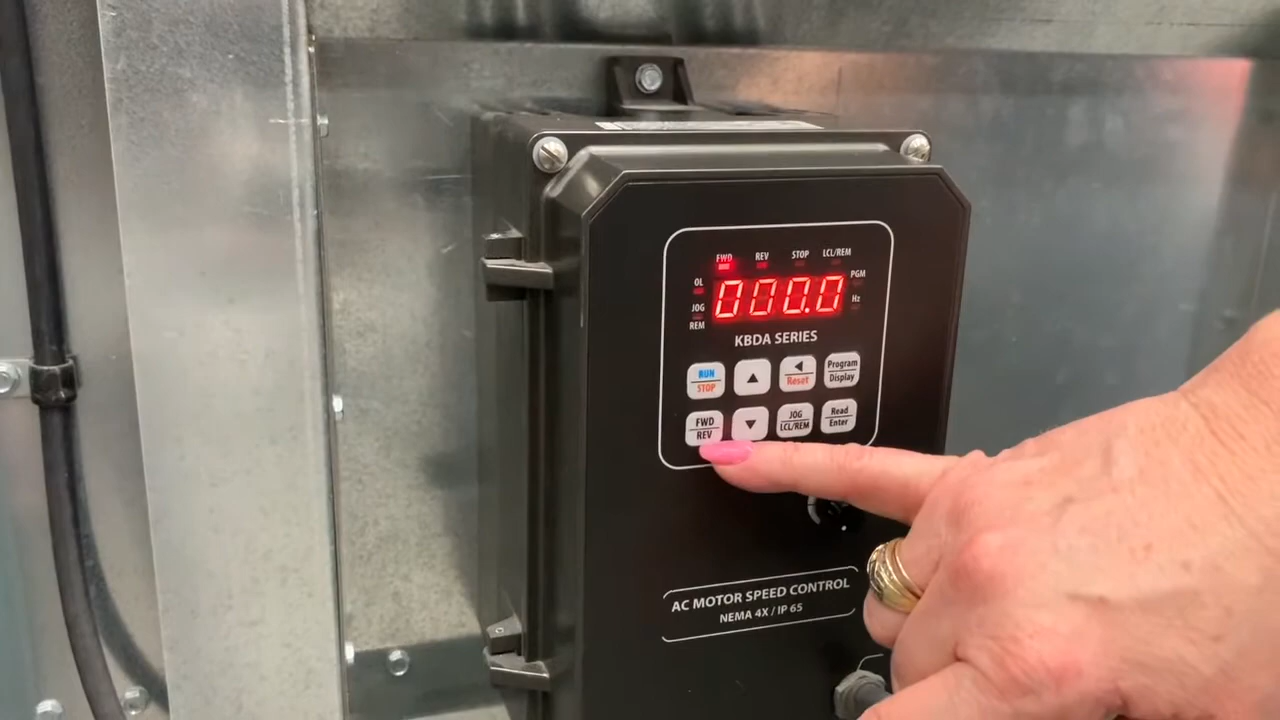 FWD REV STOP LCL/REM
OL
PGM
000.0
JOG
Hz
REM
KBDA SERIES
RUN
STOP
▲
◀
Reset
Program
Display
FWD
REV
▼
JOG
LCL/REM
Read
Enter
AC MOTOR SPEED CONTROL
NEMA 4X / IP 65